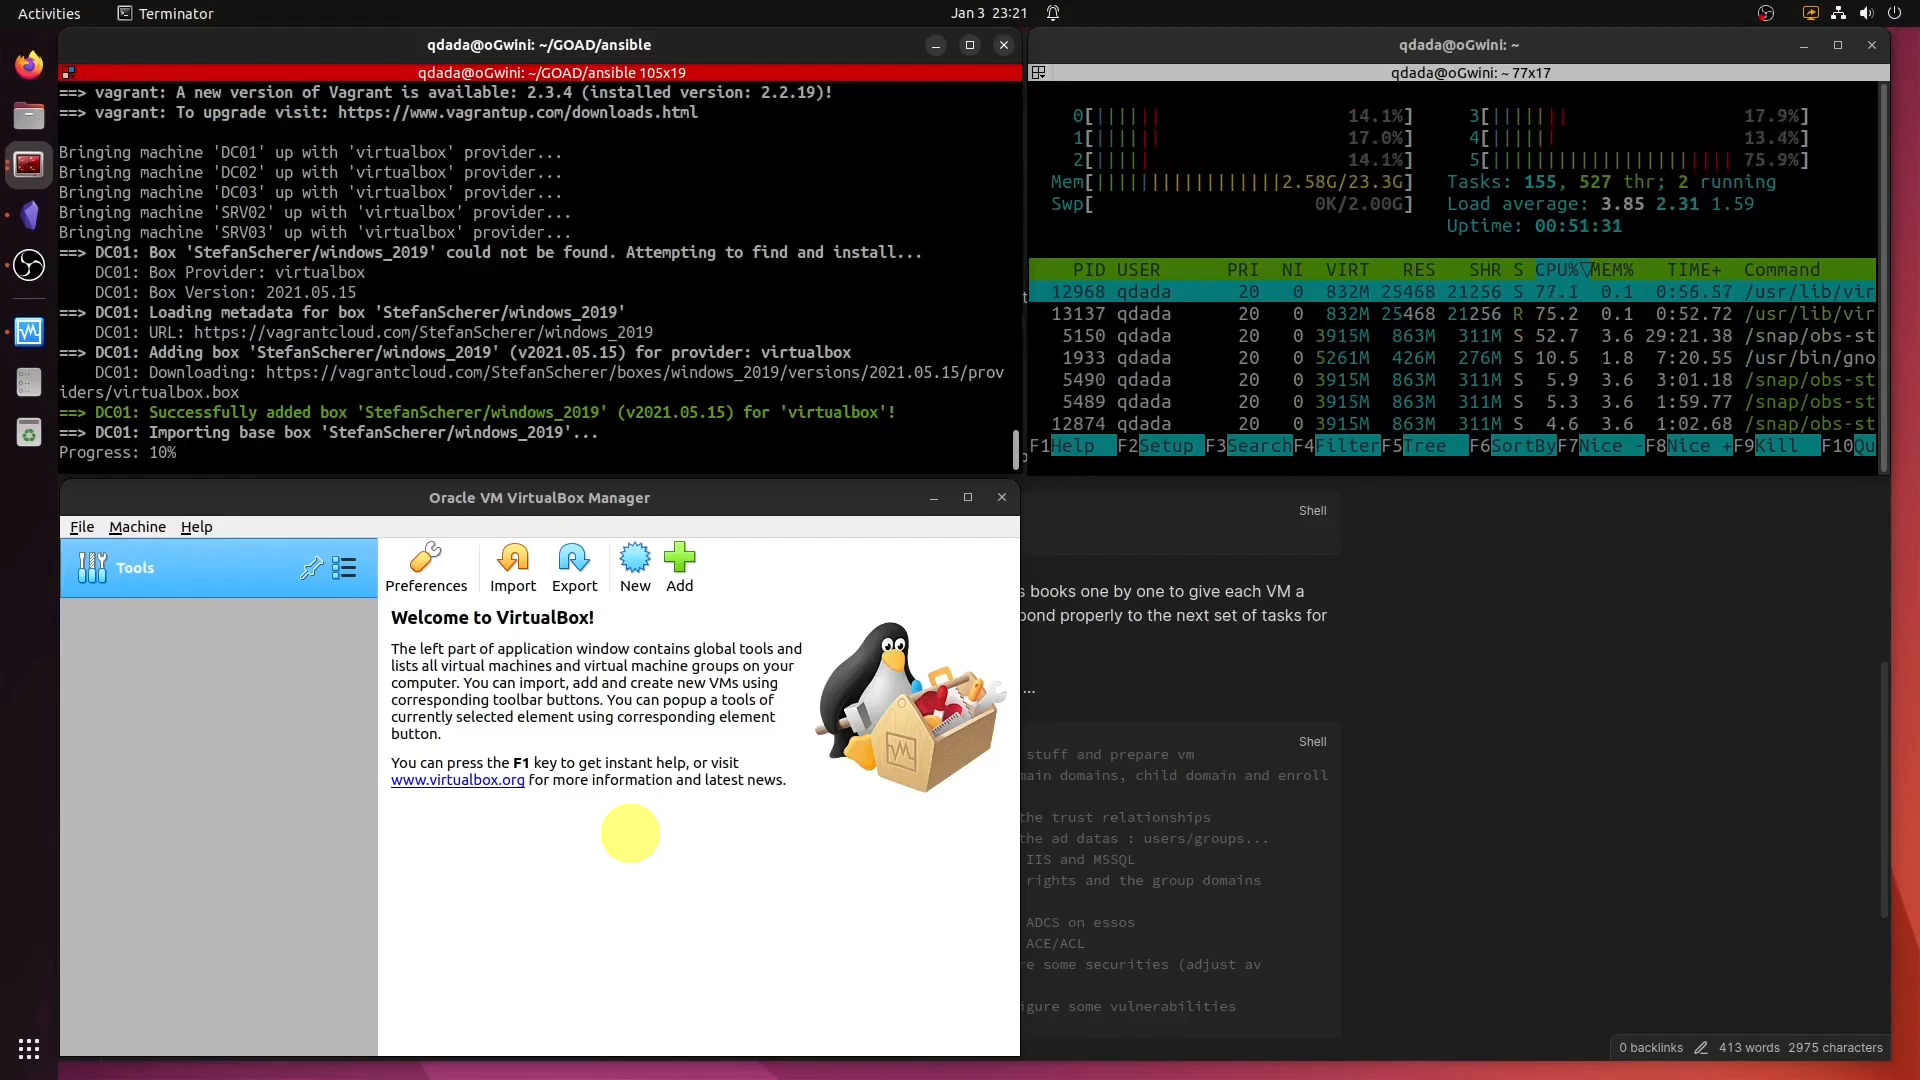 Activities
Terminator
Jan 3 23:21
qdada@oGwini: ~/GOAD/ansible
qdada@oGwini: ~/GOAD/ansible 105x19
==> vagrant: A new version of Vagrant is available: 2.3.4 (installed version: 2.2.19)!
==> vagrant: To upgrade visit: https://www.vagrantup.com/downloads.html
Bringing machine 'DC01' up with 'virtualbox' provider...
Bringing machine 'DC02' up with 'virtualbox' provider...
Bringing machine 'DC03' up with 'virtualbox' provider...
Bringing machine 'SRV02' up with 'virtualbox' provider...
Bringing machine 'SRV03' up with 'virtualbox' provider...
==> DC01: Box 'StefanScherer/windows_2019' could not be found. Attempting to find and install...
DC01: Box Provider: virtualbox
DC01: Box Version: 2021.05.15
==> DC01: Loading metadata for box 'StefanScherer/windows_2019'
DC01: URL: https://vagrantcloud.com/StefanScherer/windows_2019
==> DC01: Adding box 'StefanScherer/windows_2019' (v2021.05.15) for provider: virtualbox
DC01: Downloading: https://vagrantcloud.com/StefanScherer/boxes/windows_2019/versions/2021.05.15/prov
iders/virtualbox.box
==> DC01: Successfully added box 'StefanScherer/windows_2019' (v2021.05.15) for 'virtualbox'!
==> DC01: Importing base box 'StefanScherer/windows_2019'...
Progress: 10%
qdada@oGwini: ~
qdada@oGwini: ~ 77x17
0[|||||| 14.1%] 3[||||||| 17.9%]
1[|||||| 17.0%] 4[|||||| 13.4%]
2[||||| 14.1%] 5[|||||||||||||||||||| 75.9%]
Mem[|||||||||||||||||2.58G/23.3G] Tasks: 155, 527 thr; 2 running
Swp[ 0K/2.00G] Load average: 3.85 2.31 1.59
Uptime: 00:51:31
PID USER PRI NI VIRT RES SHR S CPU%▽MEM% TIME+ Command
12968 qdada 20 0 832M 25468 21256 S 77.1 0.1 0:56.57 /usr/lib/vir
13137 qdada 20 0 832M 25468 21256 R 75.2 0.1 0:52.72 /usr/lib/vir
5150 qdada 20 0 3915M 863M 311M S 52.7 3.6 29:21.38 /snap/obs-st
1933 qdada 20 0 5261M 426M 276M S 10.5 1.8 7:20.55 /usr/bin/gno
5490 qdada 20 0 3915M 863M 311M S 5.9 3.6 3:01.18 /snap/obs-st
5489 qdada 20 0 3915M 863M 311M S 5.3 3.6 1:59.77 /snap/obs-st
12874 qdada 20 0 3915M 863M 311M S 4.6 3.6 1:02.68 /snap/obs-st
F1Help F2Setup F3SearchF4FilterF5Tree F6SortByF7Nice -F8Nice +F9Kill F10Qu
Oracle VM VirtualBox Manager
File Machine Help
Tools
Preferences Import Export New Add
Welcome to VirtualBox!
The left part of application window contains global tools and
lists all virtual machines and virtual machine groups on your
computer. You can import, add and create new VMs using
corresponding toolbar buttons. You can popup a tools of
currently selected element using corresponding element
button.
You can press the F1 key to get instant help, or visit
www.virtualbox.org for more information and latest news.
Shell
s books one by one to give each VM a
pond properly to the next set of tasks for
...
Shell
stuff and prepare vm
main domains, child domain and enroll
the trust relationships
the ad datas : users/groups...
IIS and MSSQL
rights and the group domains
ADCS on essos
ACE/ACL
re some securities (adjust av
igure some vulnerabilities
0 backlinks 413 words 2975 characters